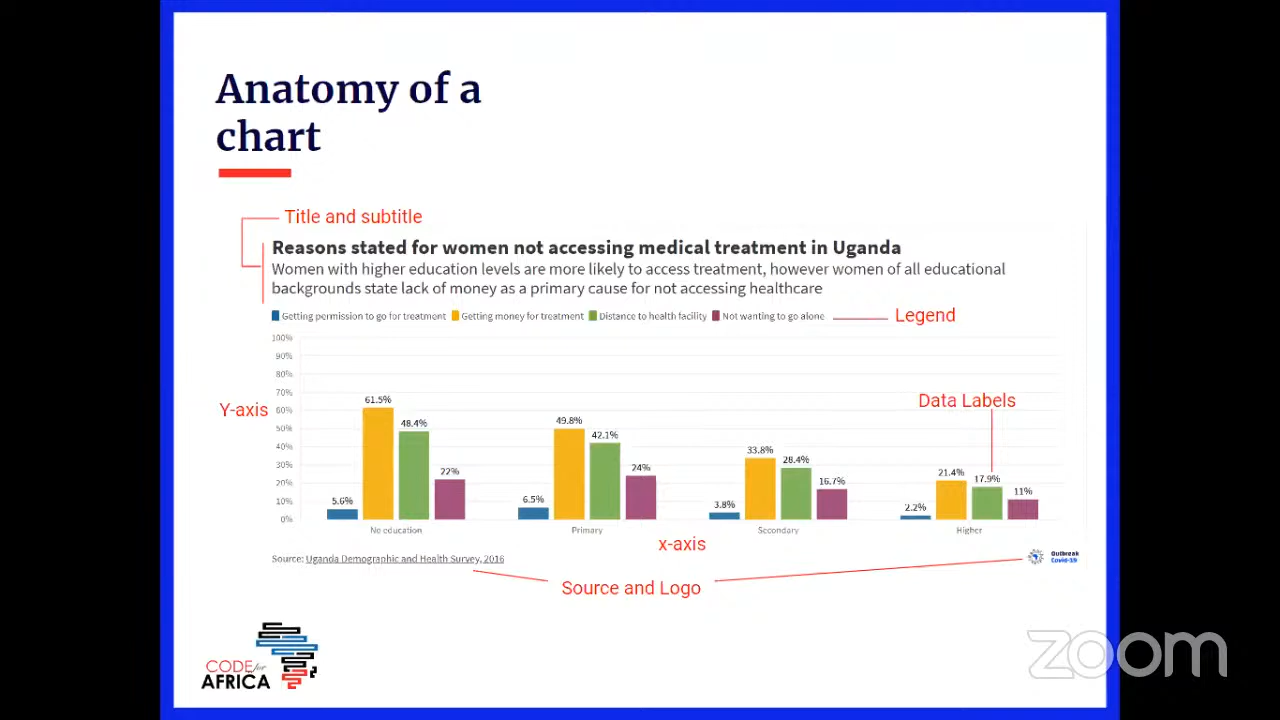 Anatomy of a
chart
Title and subtitle
Reasons stated for women not accessing medical treatment in Uganda
Women with higher education levels are more likely to access treatment, however women of all educational
backgrounds state lack of money as a primary cause for not accessing healthcare
Getting permission to go for treatment Getting money for treatment Distance to health facility Not wanting to go alone
Legend
100%
90%
80%
70%
60%
50%
40%
30%
20%
10%
0%
Y-axis
Data Labels
5.6% 61.5% 48.4% 22%
6.5% 49.8% 42.1% 24%
3.8% 33.8% 28.4% 16.7%
2.2% 21.4% 17.9% 11%
No education Primary Secondary Higher
x-axis
Source: Uganda Demographic and Health Survey, 2016
Outbreak
Covid-19
Source and Logo
CODE for
AFRICA
zoom